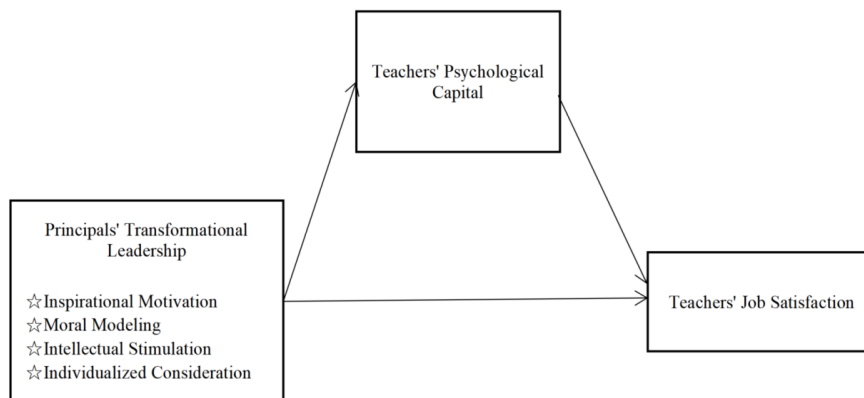 Teachers' Psychological
Capital
Principals' Transformational
Leadership
☆Inspirational Motivation
☆Moral Modeling
☆Intellectual Stimulation
☆Individualized Consideration
Teachers' Job Satisfaction